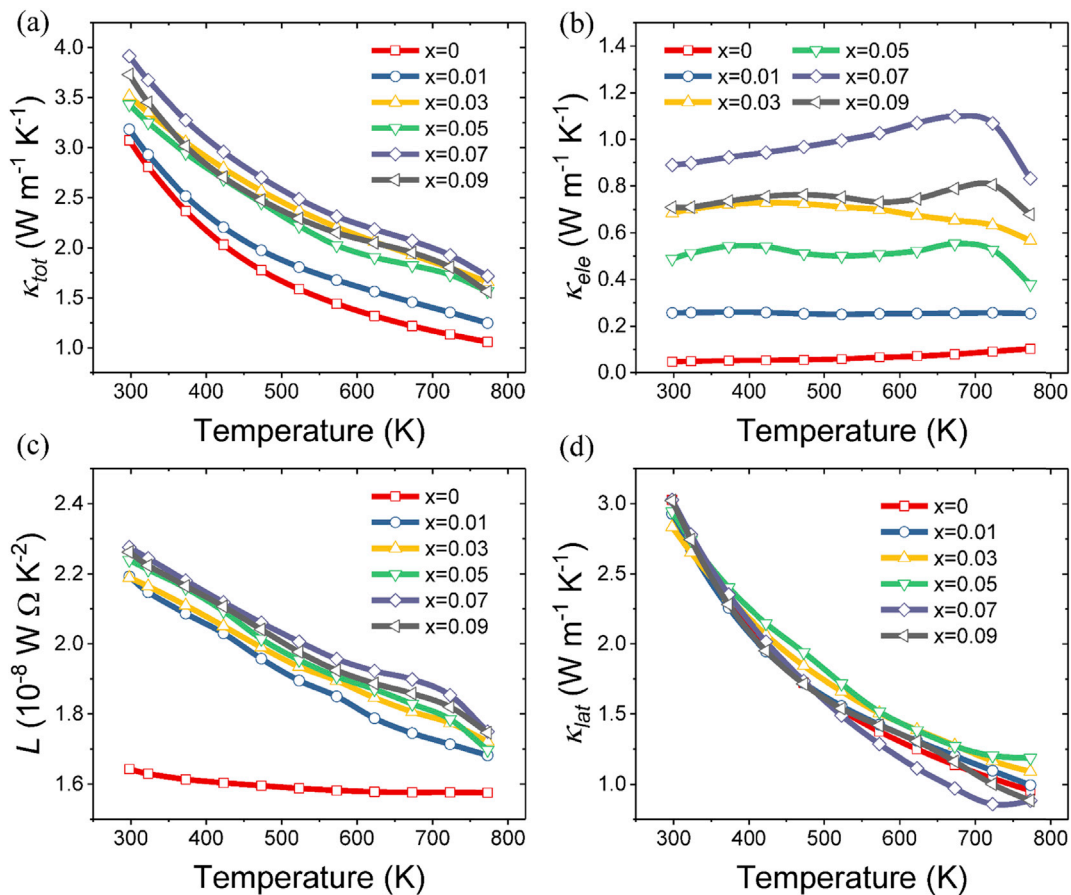 (a)
4.0
3.5
3.0
2.5
2.0
1.5
1.0
κtot (W m-1 K-1)
x=0
x=0.01
x=0.03
x=0.05
x=0.07
x=0.09
300 400 500 600 700 800
Temperature (K)
(b)
1.4
1.2
1.0
0.8
0.6
0.4
0.2
0.0
κele (W m-1 K-1)
x=0 x=0.05
x=0.01 x=0.07
x=0.03 x=0.09
300 400 500 600 700 800
Temperature (K)
(c)
2.4
2.2
2.0
1.8
1.6
L (10-8 W Ω K-2)
x=0
x=0.01
x=0.03
x=0.05
x=0.07
x=0.09
300 400 500 600 700 800
Temperature (K)
(d)
3.0
2.5
2.0
1.5
1.0
κlat (W m-1 K-1)
x=0
x=0.01
x=0.03
x=0.05
x=0.07
x=0.09
300 400 500 600 700 800
Temperature (K)